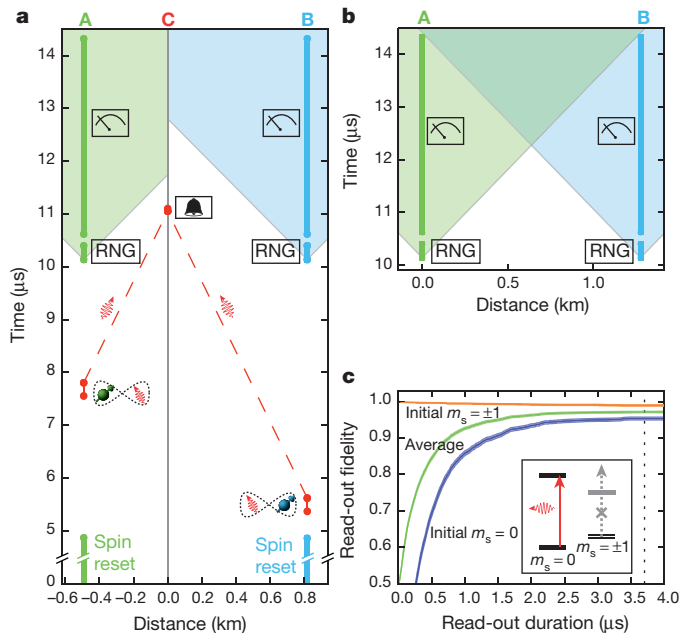 a
A C B
14
13
12
11
10
9
8
7
6
5
0
Time (μs)
RNG RNG
Spin reset
Spin reset
–0.6 –0.4 –0.2 0.0 0.2 0.4 0.6 0.8
Distance (km)
b
A B
14
13
12
11
10
Time (μs)
RNG RNG
0.0 1.0
Distance (km)
c
1.0
0.9
0.8
0.7
0.6
0.5
Read-out fidelity
Initial ms = ±1
Average
Initial ms = 0
ms = 0
ms = ±1
0.0 0.5 1.0 1.5 2.0 2.5 3.0 3.5 4.0
Read-out duration (μs)